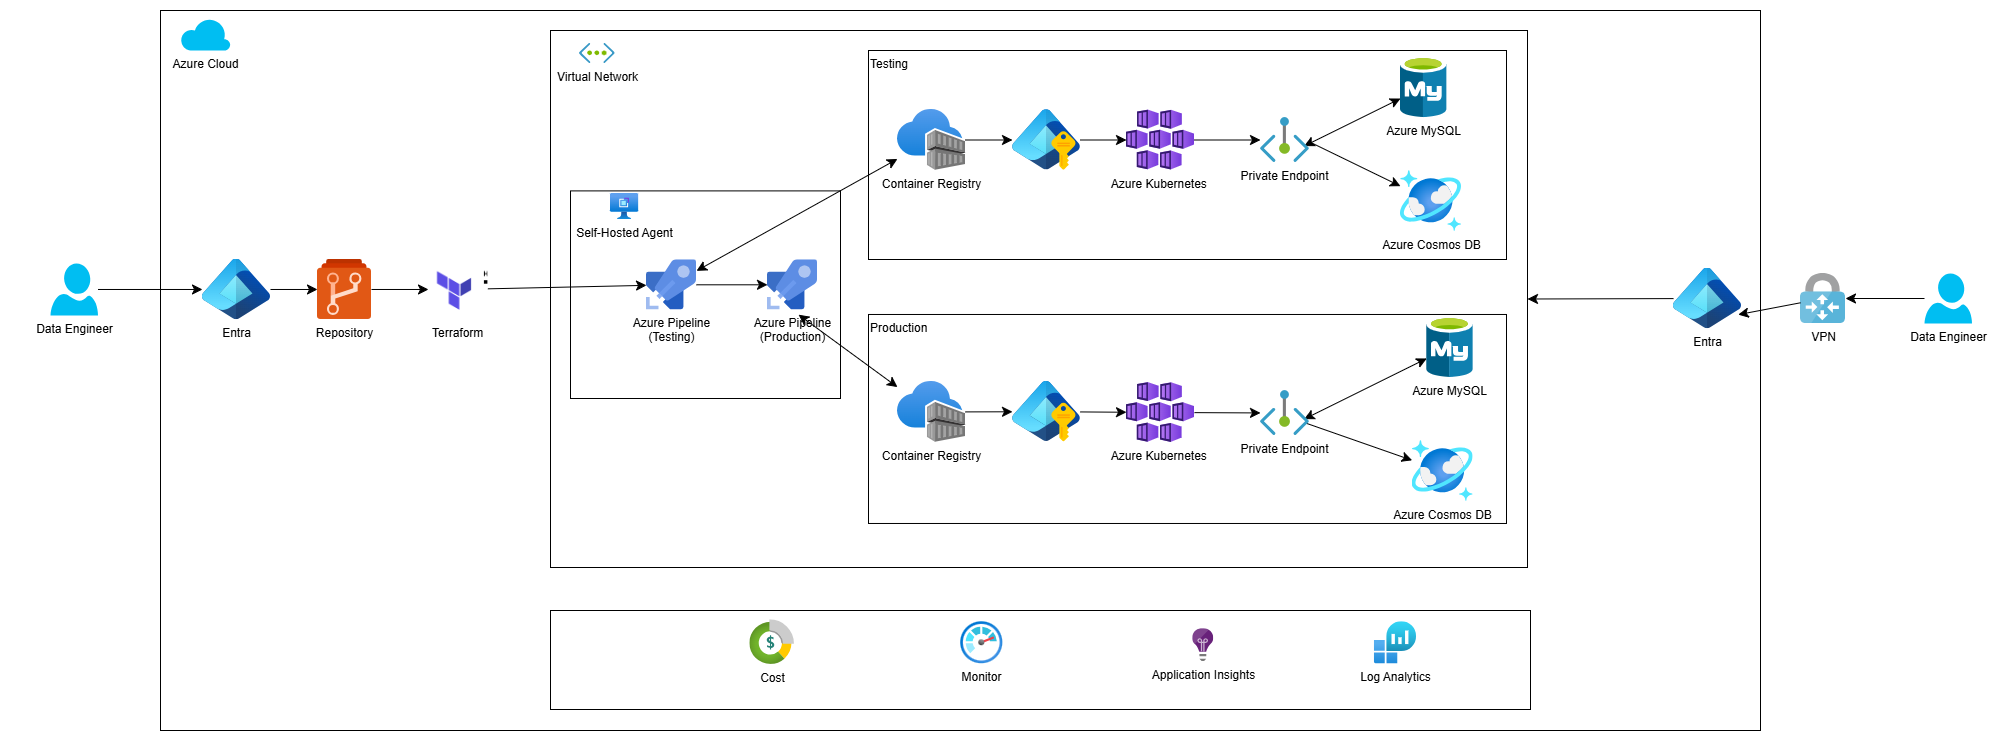 Azure Cloud
Virtual Network
Testing
My
Azure MySQL
Container Registry
Azure Kubernetes
Private Endpoint
Azure Cosmos DB
Self-Hosted Agent
Data Engineer
Entra
Repository
Terraform
Azure Pipeline
(Testing)
Azure Pipeline
(Production)
Production
My
Azure MySQL
Container Registry
Azure Kubernetes
Private Endpoint
Azure Cosmos DB
Entra
VPN
Data Engineer
$
Cost
Monitor
Application Insights
Log Analytics